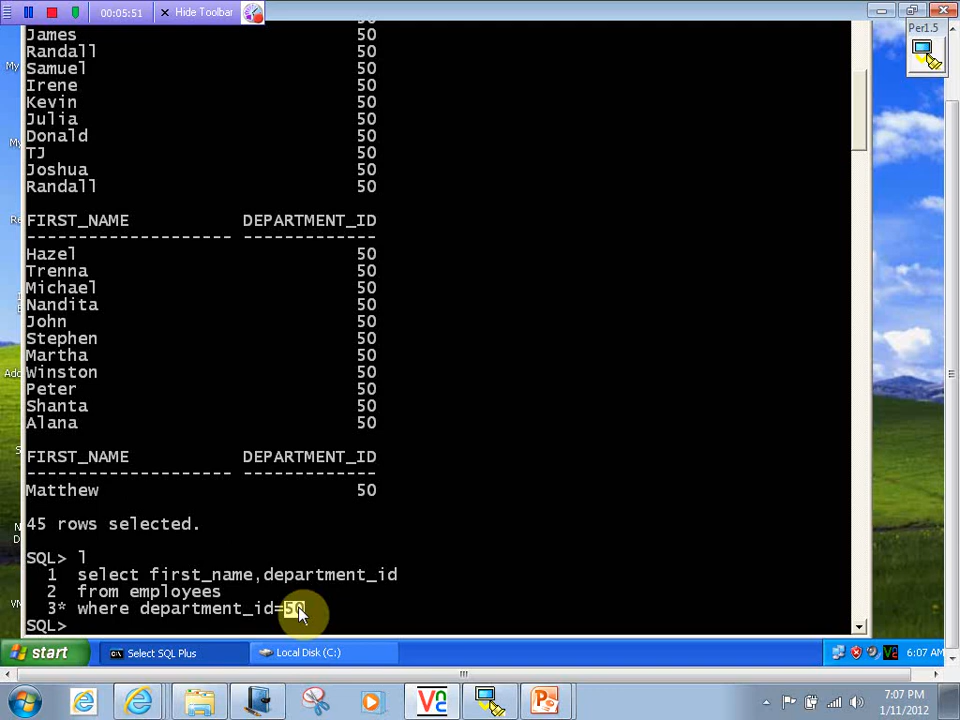 00:05:51 Hide Toolbar
Per1.5
James 50
Randall 50
Samuel 50
Irene 50
Kevin 50
Julia 50
Donald 50
TJ 50
Joshua 50
Randall 50
FIRST_NAME DEPARTMENT_ID
-------------------- -------------
Hazel 50
Trenna 50
Michael 50
Nandita 50
John 50
Stephen 50
Martha 50
Winston 50
Peter 50
Shanta 50
Alana 50
FIRST_NAME DEPARTMENT_ID
-------------------- -------------
Matthew 50
45 rows selected.
SQL> l
1 select first_name,department_id
2 from employees
3* where department_id=50
SQL>
start Select SQL Plus Local Disk (C:) 6:07 AM
7:07 PM
1/11/2012